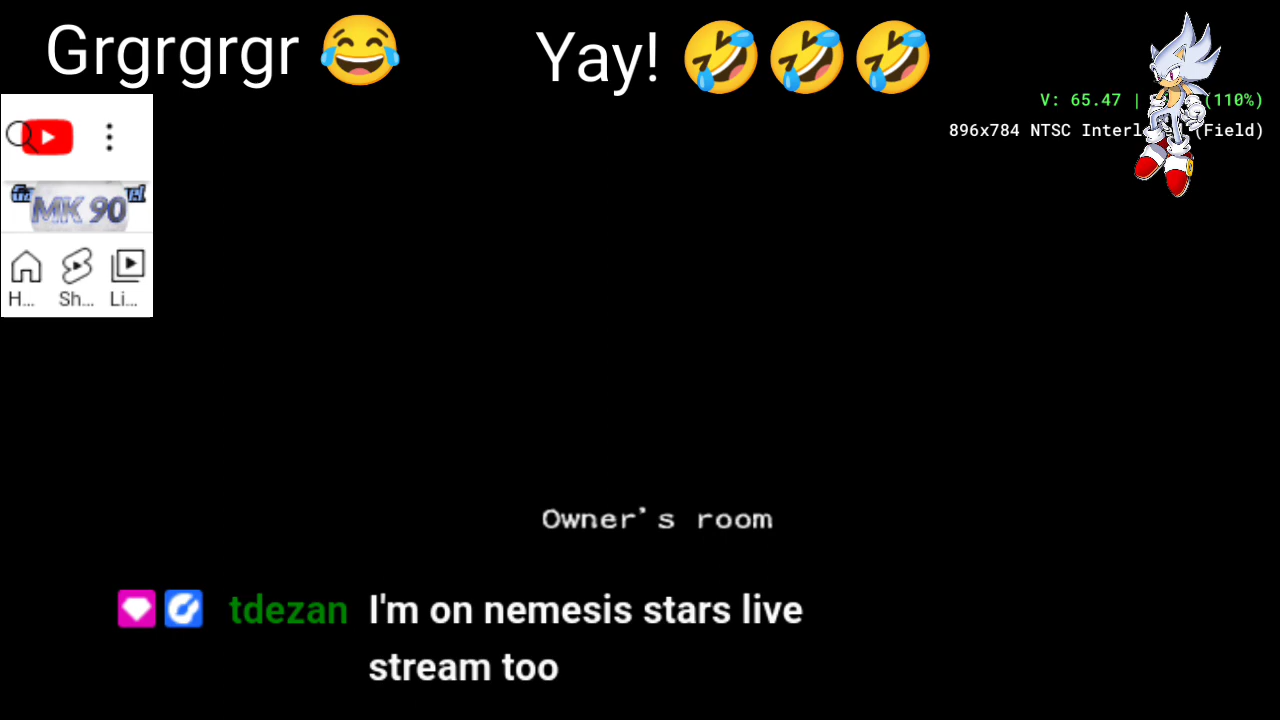 Grgrgrgr 😂
Yay! 🤣🤣🤣
V: 65.47 | (110%)
896x784 NTSC (Field)
MK 90
H...
Sh...
Li...
Owner's room
tdezan I'm on nemesis stars live
stream too